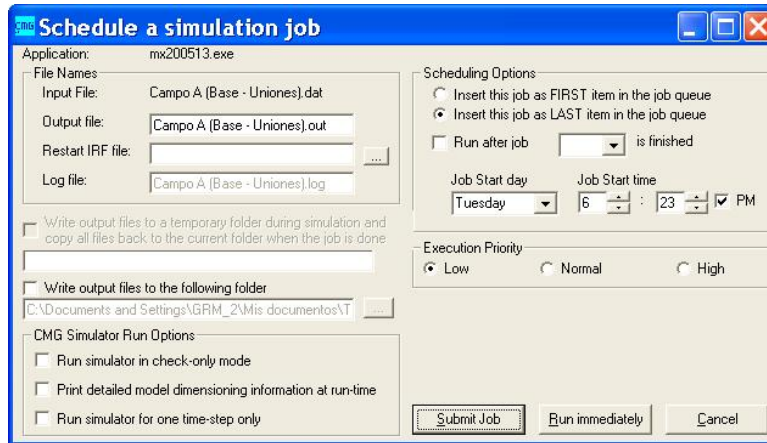 CMG Schedule a simulation job
Application: mx200513.exe
File Names
Input File: Campo A (Base - Uniones).dat
Output file: Campo A (Base - Uniones).out
Restart IRF file: ...
Log file: Campo A (Base - Uniones).log
Write output files to a temporary folder during simulation and
copy all files back to the current folder when the job is done
Write output files to the following folder
C:\Documents and Settings\GRM_2\Mis documentos\T ...
CMG Simulator Run Options
Run simulator in check-only mode
Print detailed model dimensioning information at run-time
Run simulator for one time-step only
Scheduling Options
Insert this job as FIRST item in the job queue
Insert this job as LAST item in the job queue
Run after job is finished
Job Start day Job Start time
Tuesday 6 : 23 PM
Execution Priority
Low Normal High
Submit Job Run immediately Cancel